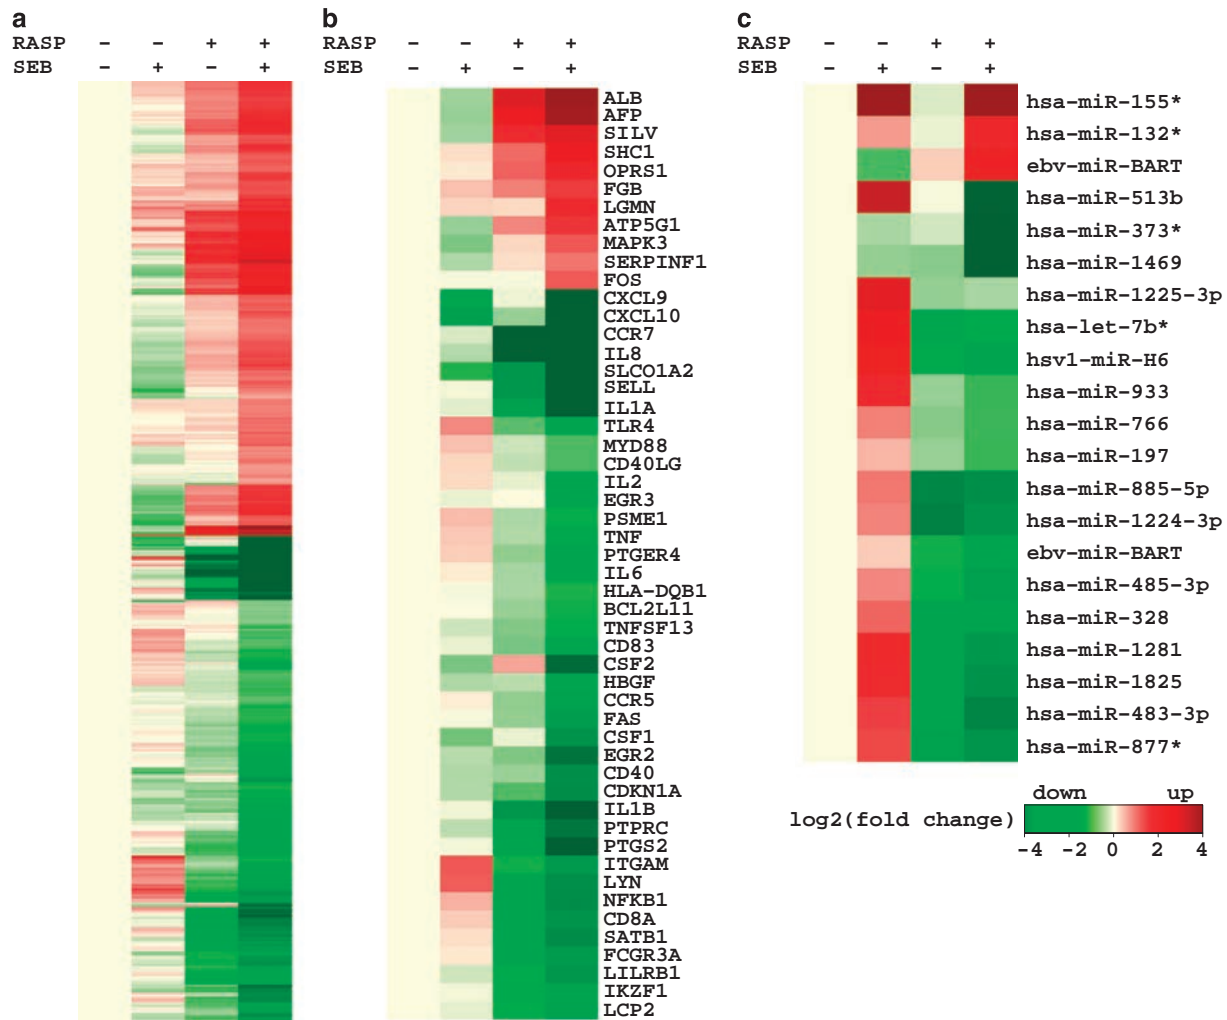 a
RASP – – + +
SEB – + – +
b
RASP – – + +
SEB – + – +
ALB
AFP
SILV
SHC1
OPRS1
FGB
LGMN
ATP5G1
MAPK3
SERPINF1
FOS
CXCL9
CXCL10
CCR7
IL8
SLCO1A2
SELL
IL1A
TLR4
MYD88
CD40LG
IL2
EGR3
PSME1
TNF
PTGER4
IL6
HLA-DQB1
BCL2L11
TNFSF13
CD83
CSF2
HBGF
CCR5
FAS
CSF1
EGR2
CD40
CDKN1A
IL1B
PTPRC
PTGS2
ITGAM
LYN
NFKB1
CD8A
SATB1
FCGR3A
LILRB1
IKZF1
LCP2
c
RASP – – + +
SEB – + – +
hsa-miR-155*
hsa-miR-132*
ebv-miR-BART
hsa-miR-513b
hsa-miR-373*
hsa-miR-1469
hsa-miR-1225-3p
hsa-let-7b*
hsv1-miR-H6
hsa-miR-933
hsa-miR-766
hsa-miR-197
hsa-miR-885-5p
hsa-miR-1224-3p
ebv-miR-BART
hsa-miR-485-3p
hsa-miR-328
hsa-miR-1281
hsa-miR-1825
hsa-miR-483-3p
hsa-miR-877*
down up
log2(fold change)
-4 -2 0 2 4